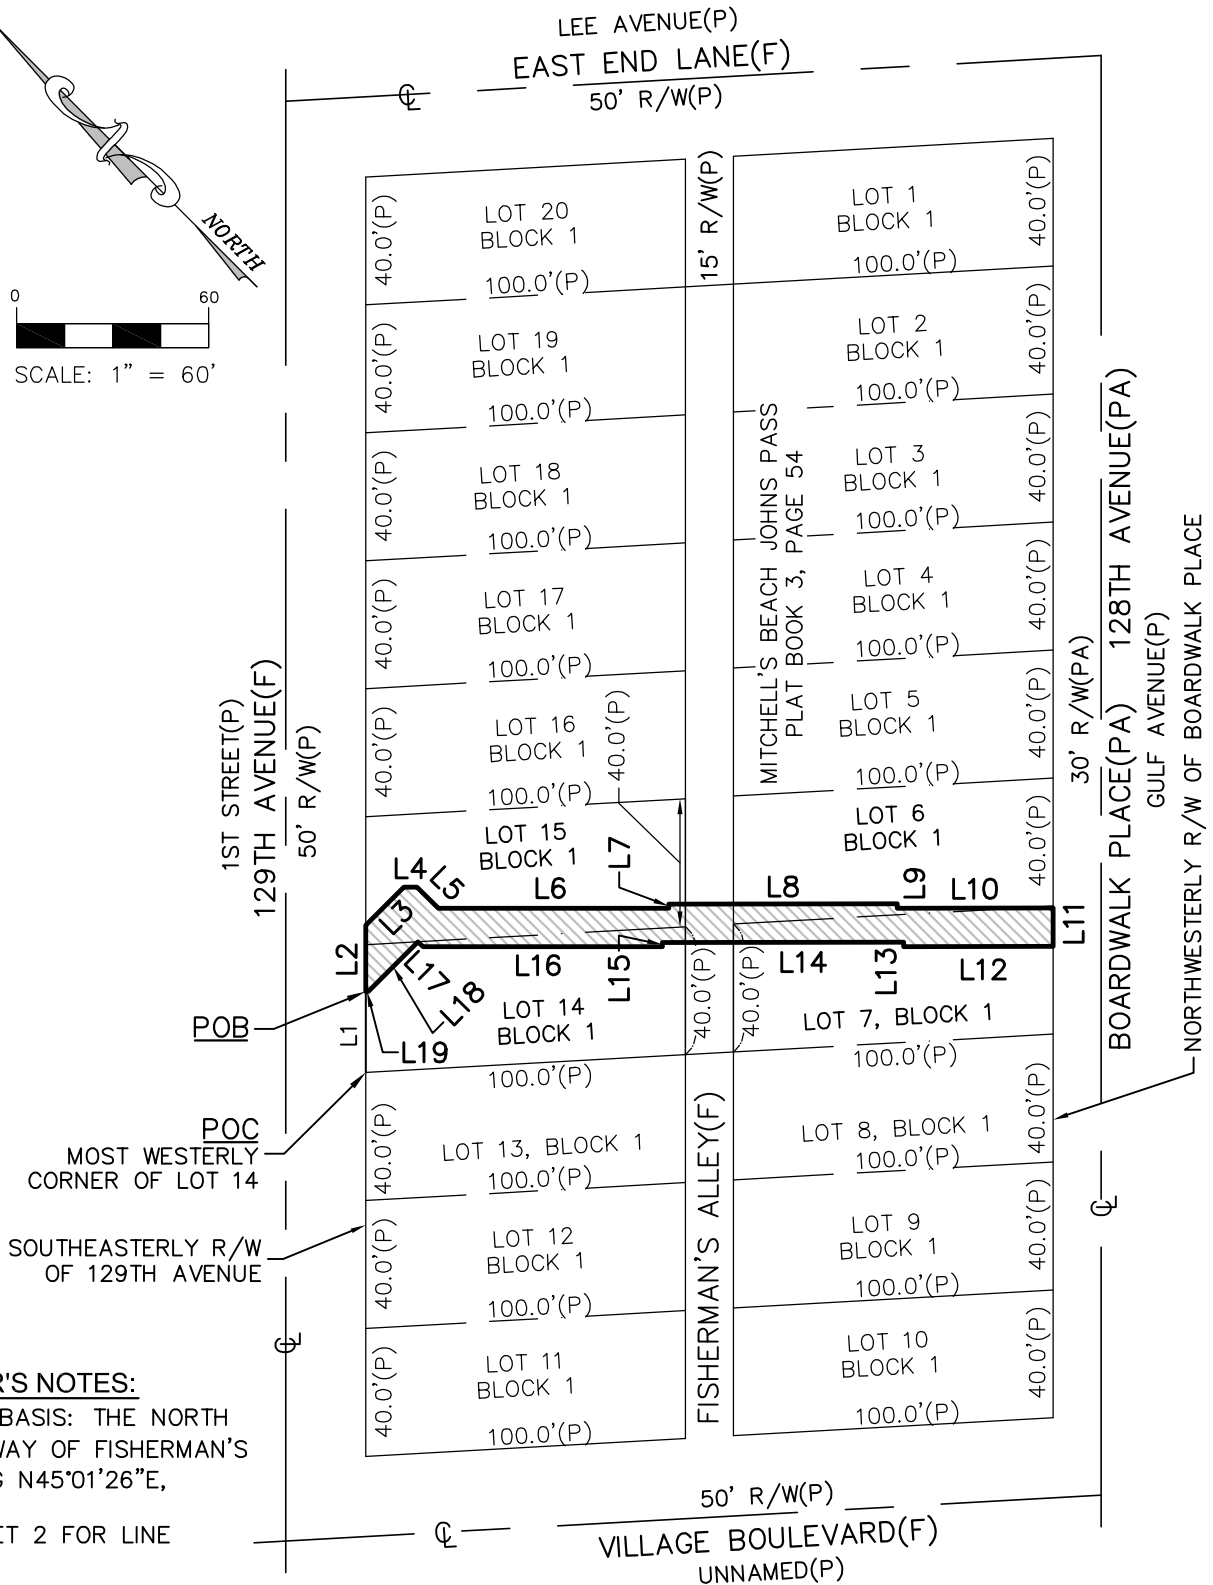 LEE AVENUE(P)
EAST END LANE(F)
50' R/W(P)
NORTH
0 60
SCALE: 1" = 60'
15' R/W(P)
LOT 20
BLOCK 1
40.0'(P)
100.0'(P)
LOT 1
BLOCK 1
40.0'(P)
100.0'(P)
LOT 19
BLOCK 1
40.0'(P)
100.0'(P)
LOT 2
BLOCK 1
40.0'(P)
100.0'(P)
LOT 18
BLOCK 1
40.0'(P)
100.0'(P)
LOT 3
BLOCK 1
40.0'(P)
100.0'(P)
MITCHELL'S BEACH JOHNS PASS
PLAT BOOK 3, PAGE 54
LOT 17
BLOCK 1
40.0'(P)
100.0'(P)
LOT 4
BLOCK 1
40.0'(P)
100.0'(P)
LOT 16
BLOCK 1
40.0'(P)
100.0'(P)
40.0'(P)
LOT 5
BLOCK 1
40.0'(P)
100.0'(P)
1ST STREET(P)
129TH AVENUE(F)
50' R/W(P)
BOARDWALK PLACE(PA) 128TH AVENUE(PA)
GULF AVENUE(P)
30' R/W(PA)
NORTHWESTERLY R/W OF BOARDWALK PLACE
LOT 15
BLOCK 1
LOT 6
BLOCK 1
40.0'(P)
L1
L2
L3
L4
L5
L6
L7
L8
L9
L10
L11
L12
L13
L14
L15
L16
L17
L18
L19
POB
LOT 14
BLOCK 1
100.0'(P)
40.0'(P)
40.0'(P)
LOT 7, BLOCK 1
100.0'(P)
POC
MOST WESTERLY
CORNER OF LOT 14
LOT 13, BLOCK 1
40.0'(P)
100.0'(P)
LOT 8, BLOCK 1
40.0'(P)
100.0'(P)
SOUTHEASTERLY R/W
OF 129TH AVENUE
LOT 12
BLOCK 1
40.0'(P)
100.0'(P)
FISHERMAN'S ALLEY(F)
LOT 9
BLOCK 1
40.0'(P)
100.0'(P)
LOT 11
BLOCK 1
40.0'(P)
100.0'(P)
LOT 10
BLOCK 1
40.0'(P)
100.0'(P)
R'S NOTES:
BASIS: THE NORTH
WAY OF FISHERMAN'S
G N45°01'26"E,
ET 2 FOR LINE
50' R/W(P)
VILLAGE BOULEVARD(F)
UNNAMED(P)